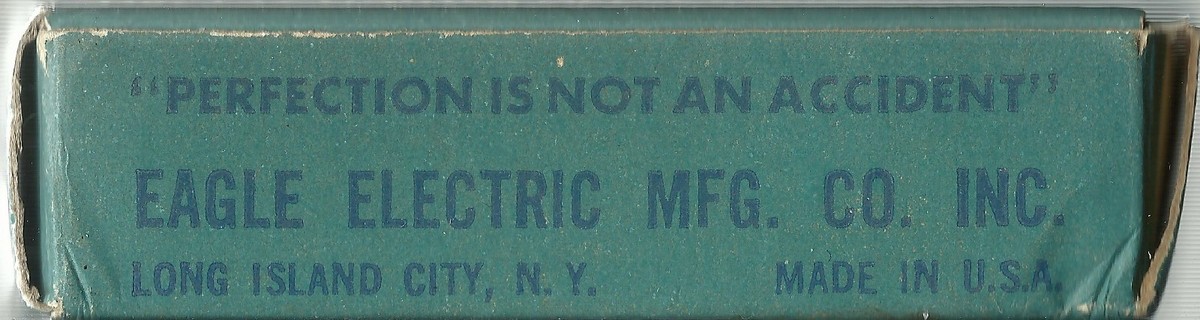 "PERFECTION IS NOT AN ACCIDENT"
EAGLE ELECTRIC MFG. CO. INC.
LONG ISLAND CITY, N. Y. MADE IN U.S.A.